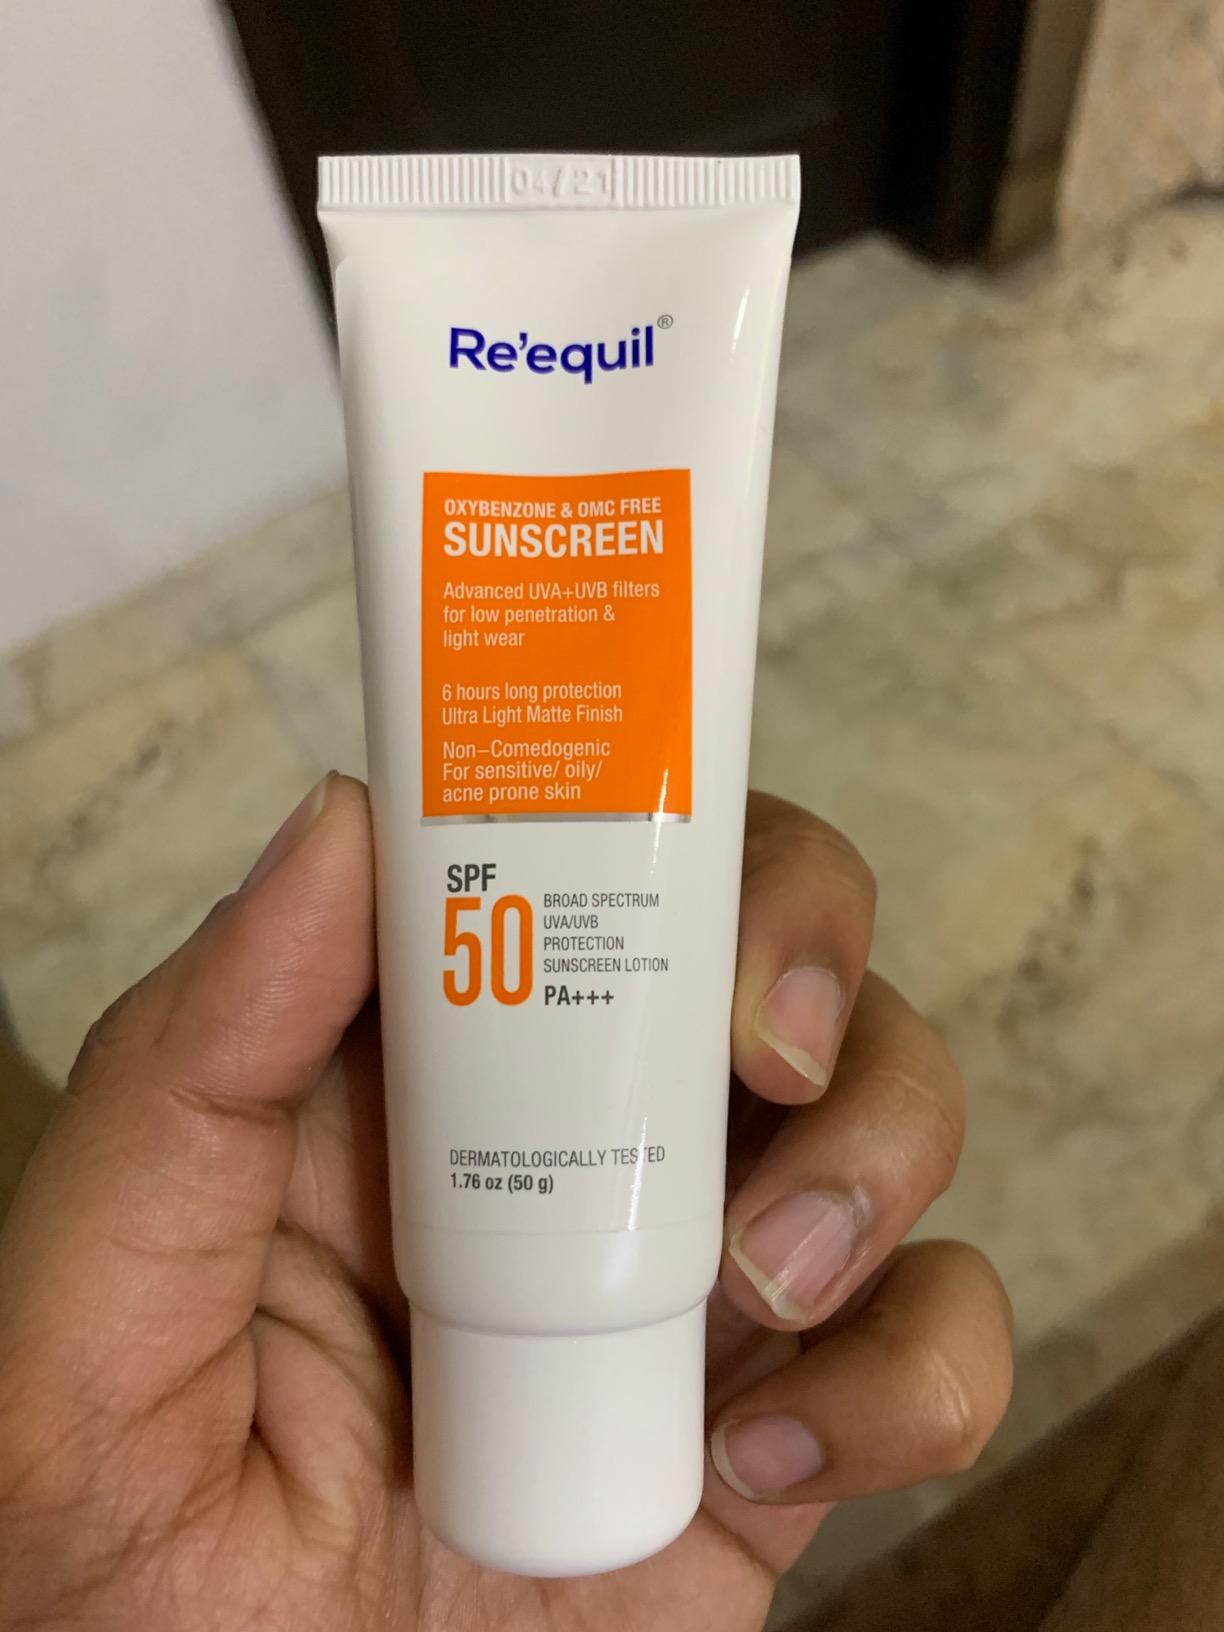 04/21
Re'equil®
OXYBENZONE & OMC FREE
SUNSCREEN
Advanced UVA+UVB filters
for low penetration &
light wear
6 hours long protection
Ultra Light Matte Finish
Non–Comedogenic
For sensitive/ oily/
acne prone skin
SPF
50
BROAD SPECTRUM
UVA/UVB
PROTECTION
SUNSCREEN LOTION
PA+++
DERMATOLOGICALLY TESTED
1.76 oz (50 g)